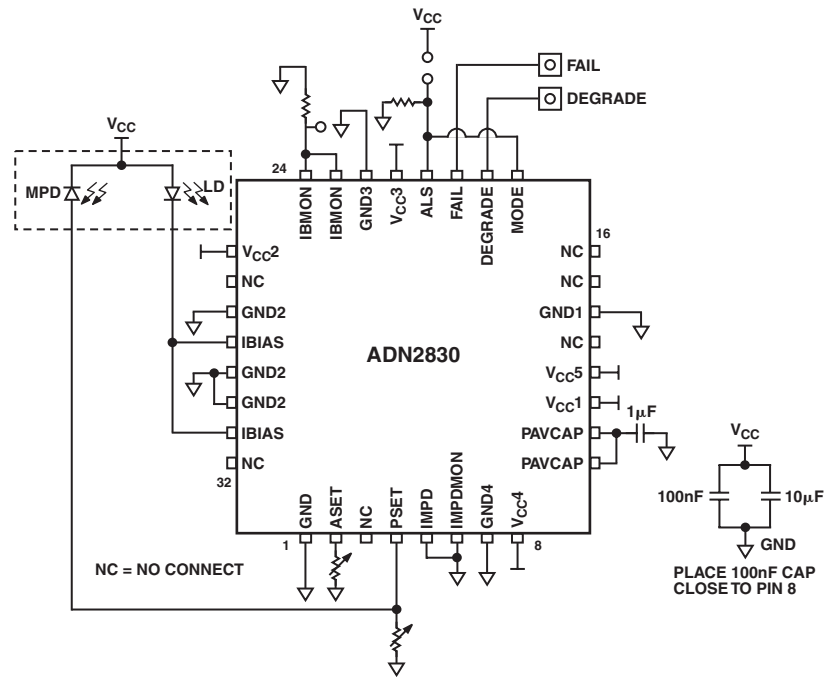 VCC
FAIL
DEGRADE
VCC
MPD
LD
24
IBMON
IBMON
GND3
VCC3
ALS
FAIL
DEGRADE
MODE
16
VCC2
NC
GND2
IBIAS
GND2
GND2
IBIAS
NC
32
ADN2830
NC
NC
GND1
NC
VCC5
VCC1
PAVCAP
PAVCAP
1µF
1
GND
ASET
NC
PSET
IMPD
IMPDMON
GND4
VCC4
8
NC = NO CONNECT
VCC
100nF
10µF
GND
PLACE 100nF CAP
CLOSE TO PIN 8